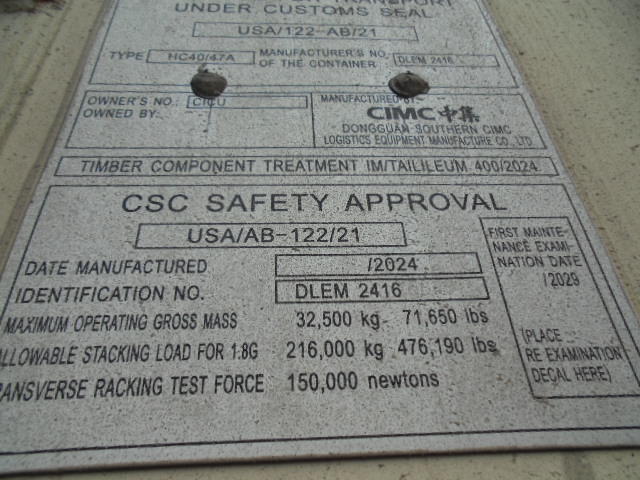 TRANSPORT
UNDER CUSTOMS SEAL
USA/122-AB/21
TYPE HC40/47A MANUFACTURER'S NO. OF THE CONTAINER DLEM 2416
OWNER'S NO.: CICU
OWNED BY:
MANUFACTURED BY:
CIMC中集
DONGGUAN SOUTHERN CIMC
LOGISTICS EQUIPMENT MANUFACTURE CO., LTD.
TIMBER COMPONENT TREATMENT IM/TAILILEUM 400/2024
CSC SAFETY APPROVAL
USA/AB-122/21
DATE MANUFACTURED /2024
IDENTIFICATION NO. DLEM 2416
MAXIMUM OPERATING GROSS MASS 32,500 kg 71,650 lbs
ALLOWABLE STACKING LOAD FOR 1.8G 216,000 kg 476,190 lbs
TRANSVERSE RACKING TEST FORCE 150,000 newtons
FIRST MAINTE-
NANCE EXAMI-
NATION DATE
/2029
(PLACE
RE EXAMINATION
DECAL HERE)